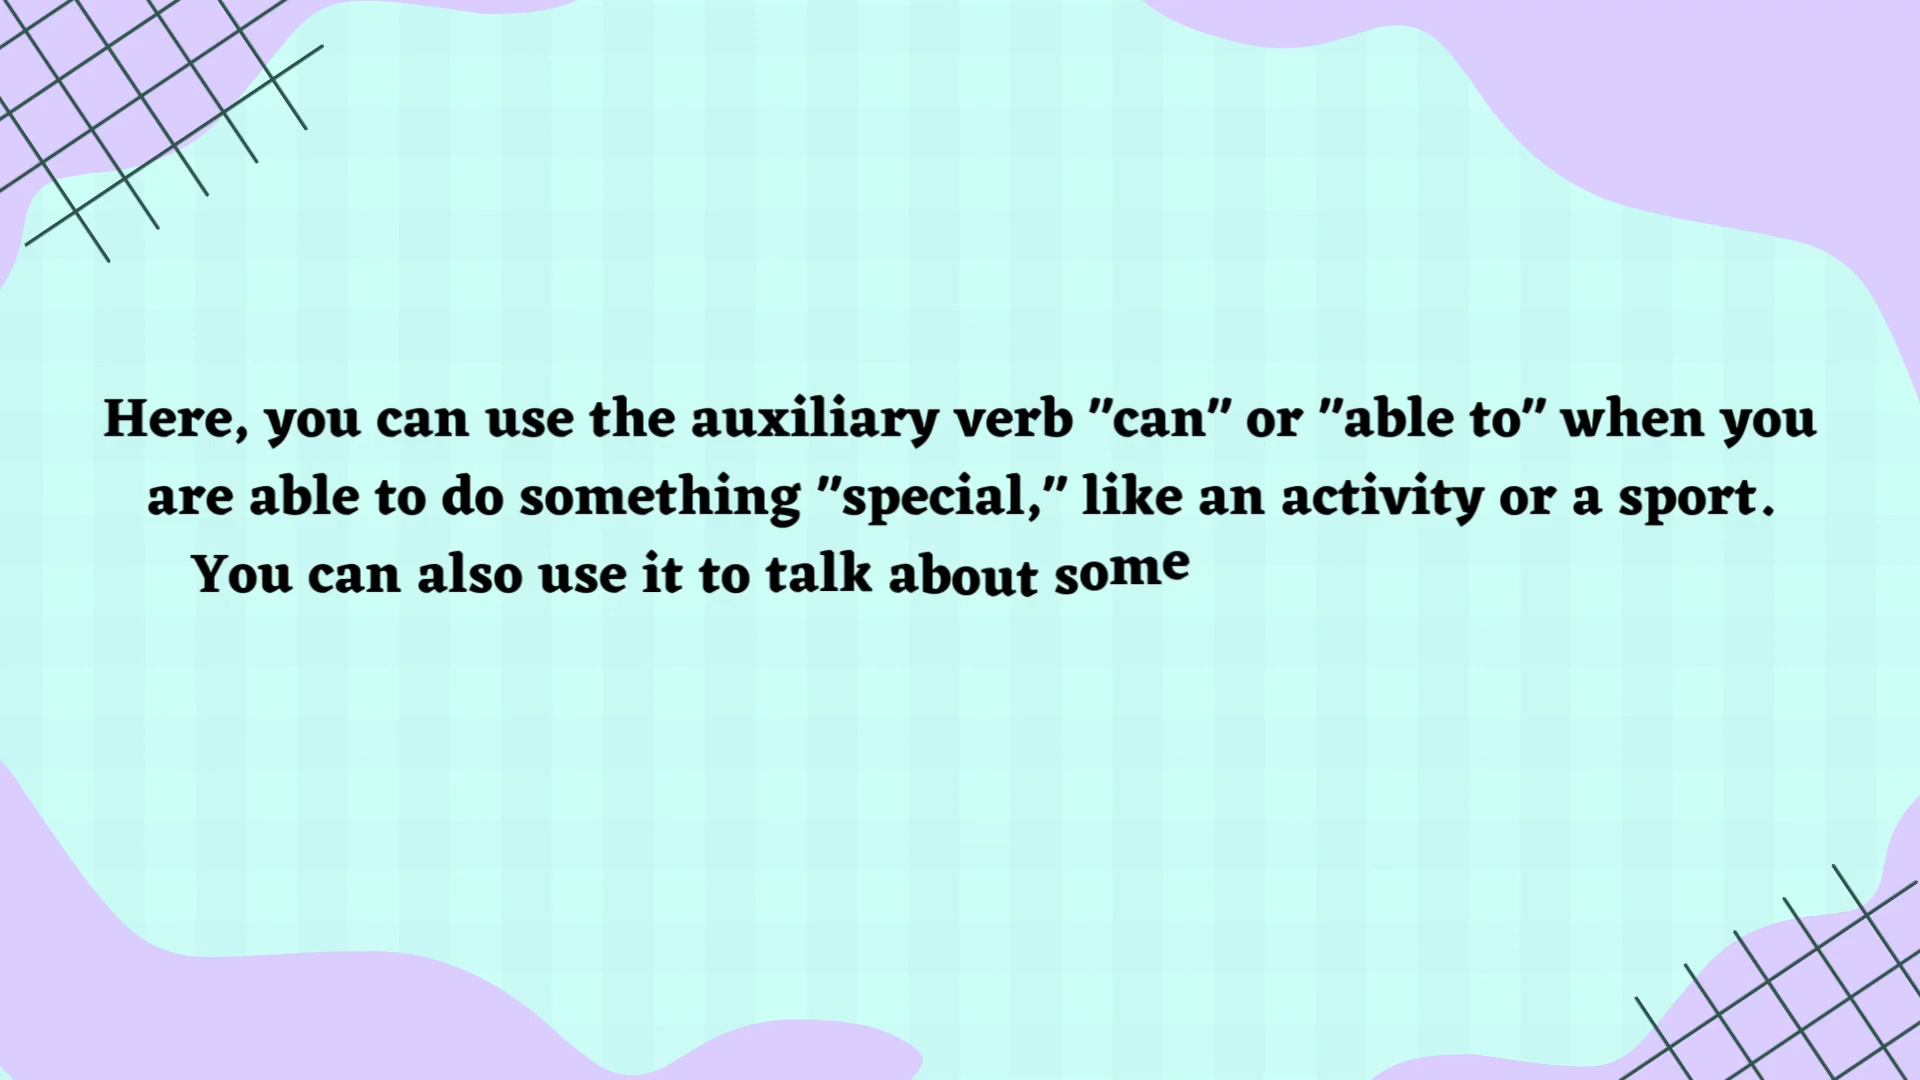 Here, you can use the auxiliary verb "can" or "able to" when you
are able to do something "special," like an activity or a sport.
You can also use it to talk about some